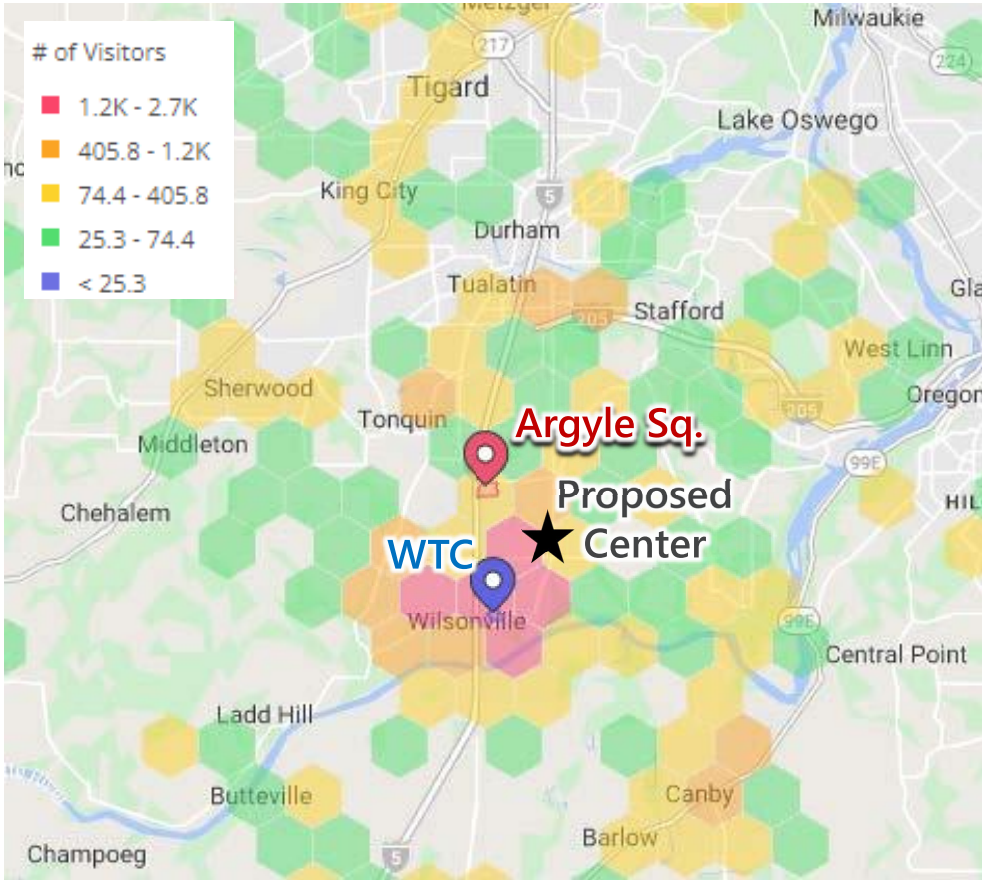 Metzger
Milwaukie
# of Visitors
217
224
1.2K - 2.7K
Tigard
Lake Oswego
405.8 - 1.2K
King City
74.4 - 405.8
5
Durham
25.3 - 74.4
< 25.3
Tualatin
205
Stafford
West Linn
Sherwood
205
Tonquin
Argyle Sq.
Middleton
99E
Proposed
Chehalem
WTC
Center
Wilsonville
99E
Central Point
Ladd Hill
Butteville
Canby
Barlow
Champoeg
5